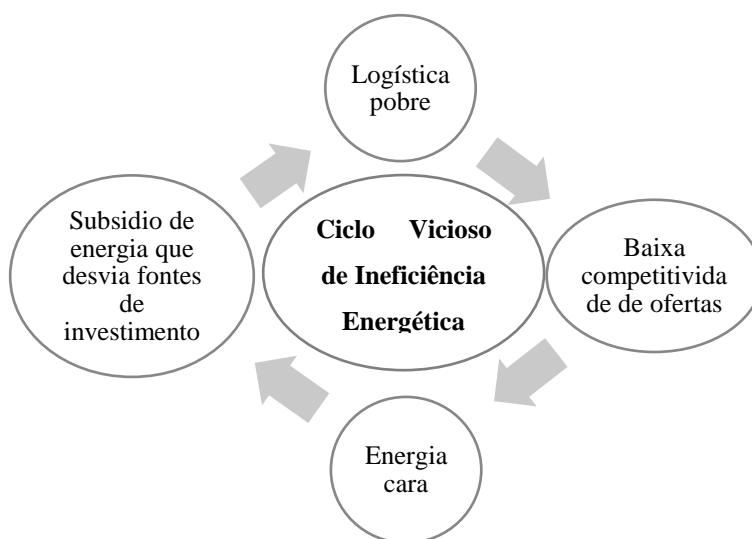 Logística
pobre
Subsidio de
energia que
desvia fontes
de
investimento
Ciclo Vicioso
de Ineficiência
Energética
Baixa
competitivida
de de ofertas
Energia
cara